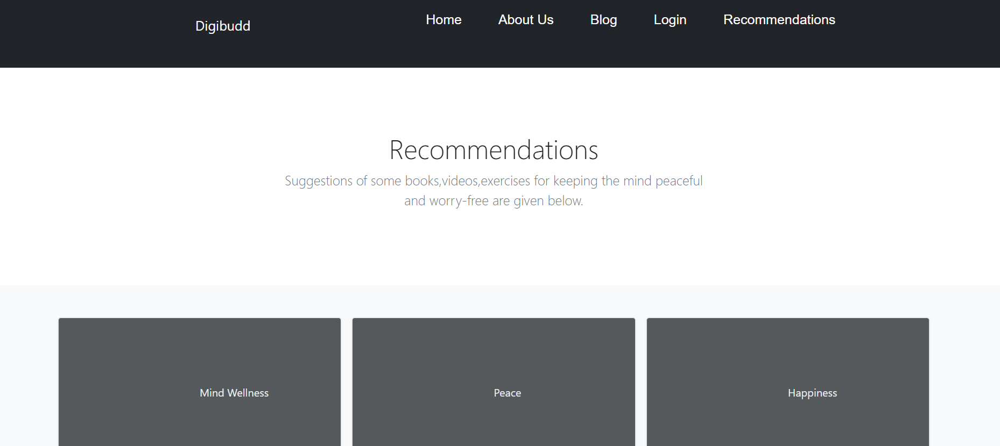 Digibudd
Home About Us Blog Login Recommendations
Recommendations
Suggestions of some books,videos,exercises for keeping the mind peaceful
and worry-free are given below.
Mind Wellness
Peace
Happiness